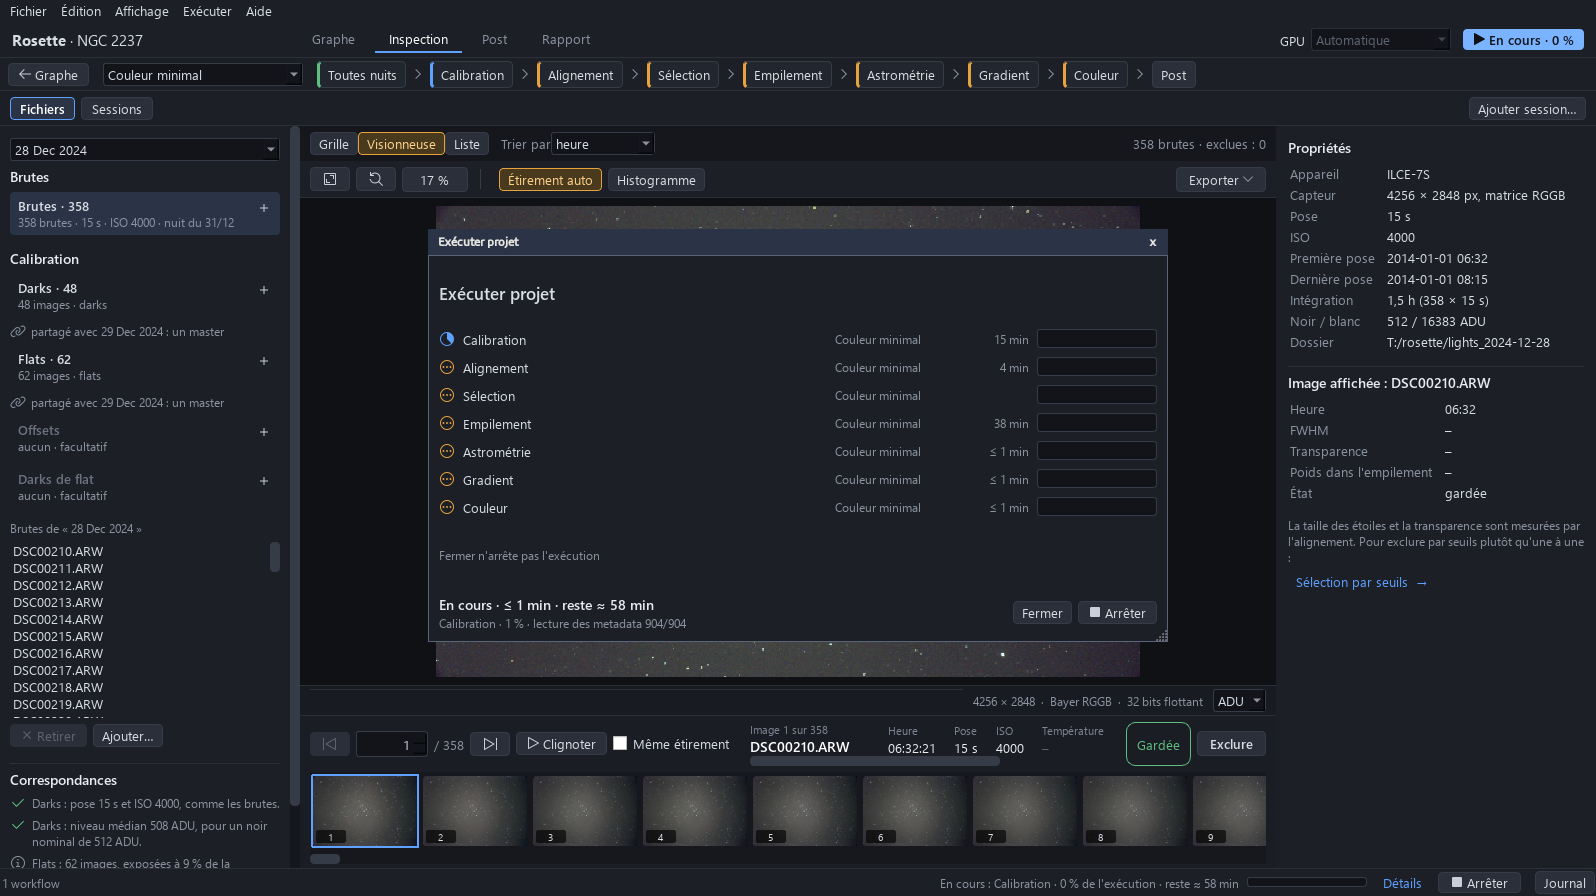 Fichier Édition Affichage Exécuter Aide
Rosette · NGC 2237
Graphe Inspection Post Rapport
GPU Automatique
En cours · 0 %
Graphe
Couleur minimal
Toutes nuits
Calibration
Alignement
Sélection
Empilement
Astrométrie
Gradient
Couleur
Post
Fichiers
Sessions
Ajouter session...
28 Dec 2024
Brutes
Brutes · 358
358 brutes · 15 s · ISO 4000 · nuit du 31/12
Calibration
Darks · 48
48 images · darks
partagé avec 29 Dec 2024 : un master
Flats · 62
62 images · flats
partagé avec 29 Dec 2024 : un master
Offsets
aucun · facultatif
Darks de flat
aucun · facultatif
Brutes de « 28 Dec 2024 »
DSC00210.ARW
DSC00211.ARW
DSC00212.ARW
DSC00213.ARW
DSC00214.ARW
DSC00215.ARW
DSC00216.ARW
DSC00217.ARW
DSC00218.ARW
DSC00219.ARW
Retirer
Ajouter...
Correspondances
Darks : pose 15 s et ISO 4000, comme les brutes.
Darks : niveau médian 508 ADU, pour un noir
nominal de 512 ADU.
Flats : 62 images, exposées à 9 % de la
Grille Visionneuse Liste Trier par heure
358 brutes · exclues : 0
17 %
Étirement auto
Histogramme
Exporter
Exécuter projet
x
Exécuter projet
Calibration Couleur minimal 15 min
Alignement Couleur minimal 4 min
Sélection Couleur minimal
Empilement Couleur minimal 38 min
Astrométrie Couleur minimal ≤ 1 min
Gradient Couleur minimal ≤ 1 min
Couleur Couleur minimal ≤ 1 min
Fermer n'arrête pas l'exécution
En cours · ≤ 1 min · reste ≈ 58 min
Calibration · 1 % · lecture des metadata 904/904
Fermer
Arrêter
4256 × 2848 · Bayer RGGB · 32 bits flottant
ADU
1 / 358
Clignoter
Même étirement
Image 1 sur 358
DSC00210.ARW
Heure
06:32:21
Pose
15 s
ISO
4000
Température
–
Gardée
Exclure
1 2 3 4 5 6 7 8 9
Propriétés
Appareil ILCE-7S
Capteur 4256 × 2848 px, matrice RGGB
Pose 15 s
ISO 4000
Première pose 2014-01-01 06:32
Dernière pose 2014-01-01 08:15
Intégration 1,5 h (358 × 15 s)
Noir / blanc 512 / 16383 ADU
Dossier T:/rosette/lights_2024-12-28
Image affichée : DSC00210.ARW
Heure 06:32
FWHM –
Transparence –
Poids dans l'empilement –
État gardée
La taille des étoiles et la transparence sont mesurées par
l'alignement. Pour exclure par seuils plutôt qu'une à une
:
Sélection par seuils →
1 workflow
En cours : Calibration · 0 % de l'exécution · reste ≈ 58 min
Détails
Arrêter
Journal